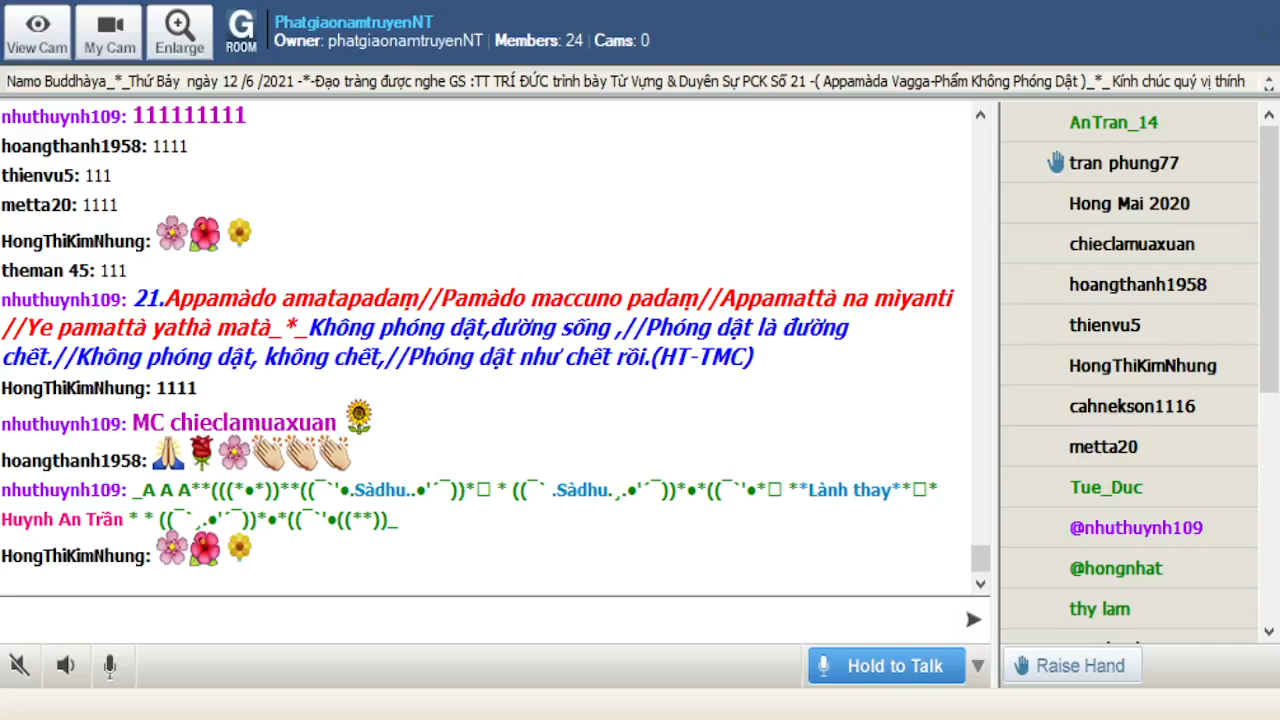 View Cam
My Cam
Enlarge
G
ROOM
PhatgiaonamtruyenNT
Owner: phatgiaonamtruyenNT | Members: 24 | Cams: 0
Namo Buddhàya_*_Thứ Bảy ngày 12 /6 /2021 -*-Đạo tràng được nghe GS :TT TRÍ ĐỨC trình bày Từ Vựng & Duyên Sự PCK Số 21 -( Appamàda Vagga-Phẩm Không Phóng Dật )_*_ Kính chúc quý vị thính
nhuthuynh109: 111111111
hoangthanh1958: 1111
thienvu5: 111
metta20: 1111
HongThiKimNhung:
theman 45: 111
nhuthuynh109: 21.Appamàdo amatapadaṃ//Pamàdo maccuno padaṃ//Appamattà na mìyanti
//Ye pamattà yathà matà_*_Không phóng dật,đường sống ,//Phóng dật là đường
chết.//Không phóng dật, không chết,//Phóng dật như chết rồi.(HT-TMC)
HongThiKimNhung: 1111
nhuthuynh109: MC chieclamuaxuan
hoangthanh1958:
nhuthuynh109: _A A A**(((*•*))**((¯`'•.Sàdhu..•'´¯))*• * ((¯` .Sàdhu.¸.•'´¯))*•*((¯`'•* **Lành thay***
Huynh An Trần * * ((¯`¸.•'´¯))*•*((¯`'•((**))_
HongThiKimNhung:
AnTran_14
tran phung77
Hong Mai 2020
chieclamuaxuan
hoangthanh1958
thienvu5
HongThiKimNhung
cahnekson1116
metta20
Tue_Duc
@nhuthuynh109
@hongnhat
thy lam
Hold to Talk
Raise Hand